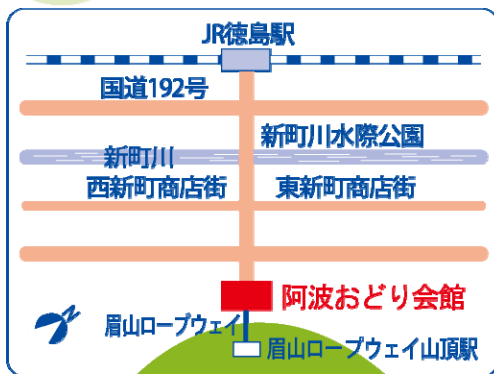 JR徳島駅
国道192号
新町川水際公園
新町川
西新町商店街
東新町商店街
阿波おどり会館
眉山ロープウェイ
眉山ロープウェイ山頂駅